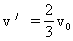 v ′ = 2/3 v₀